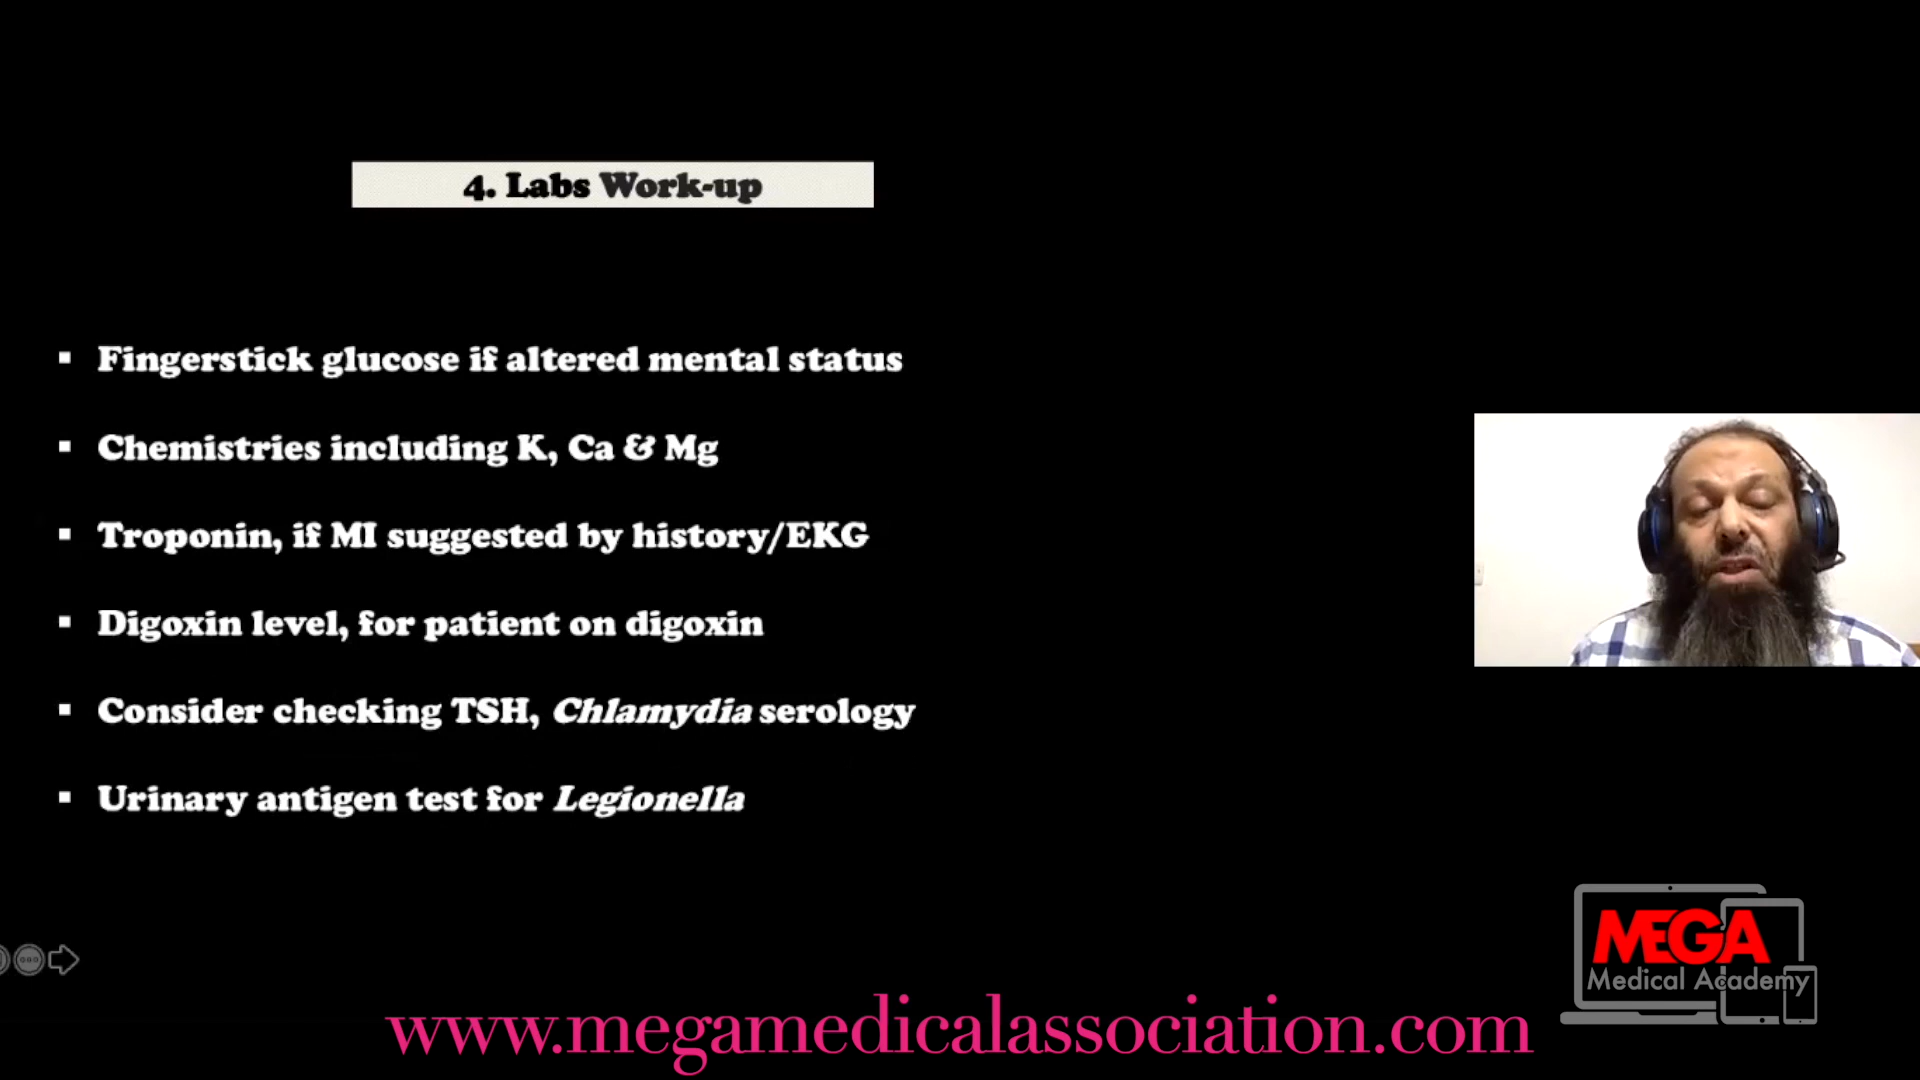 4. Labs Work-up
▪ Fingerstick glucose if altered mental status
▪ Chemistries including K, Ca & Mg
▪ Troponin, if MI suggested by history/EKG
▪ Digoxin level, for patient on digoxin
▪ Consider checking TSH, Chlamydia serology
▪ Urinary antigen test for Legionella
MEGA
Medical Academy
www.megamedicalassociation.com